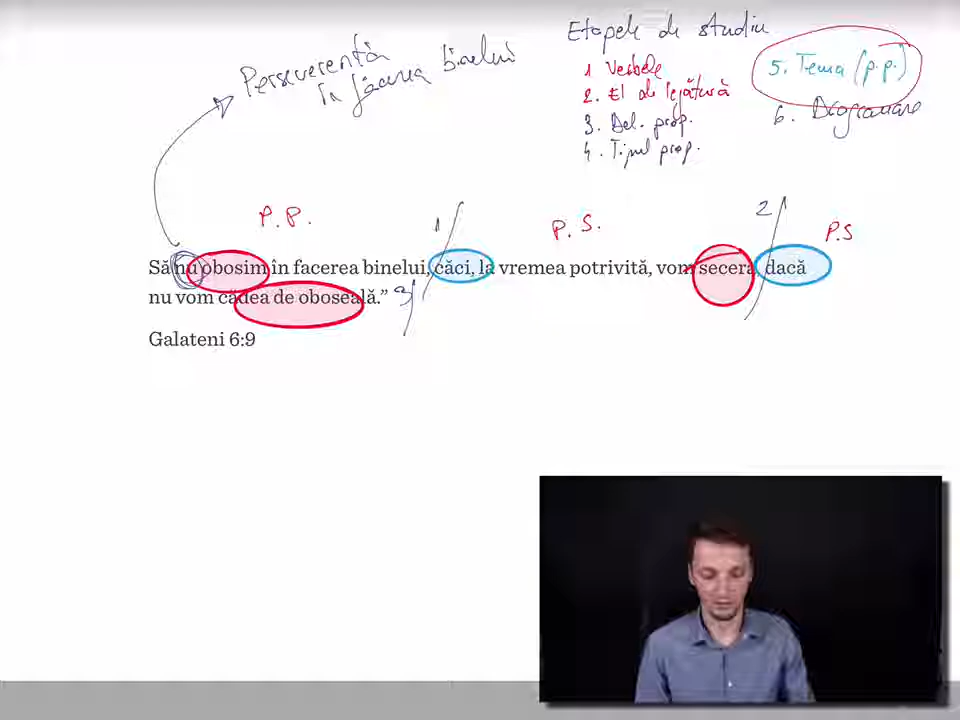 Perseverență
în facerea binelui
Etapele de studiu
1 Verbele
2. El de legătură
3. Del. prop.
4. Tipul prop.
5. Tema (p.p.)
6. Diagramare
P.P.
1
P.S.
2
P.S
Să nu obosim în facerea binelui, căci, la vremea potrivită, vom secera, dacă
nu vom cădea de oboseală.” 3
Galateni 6:9